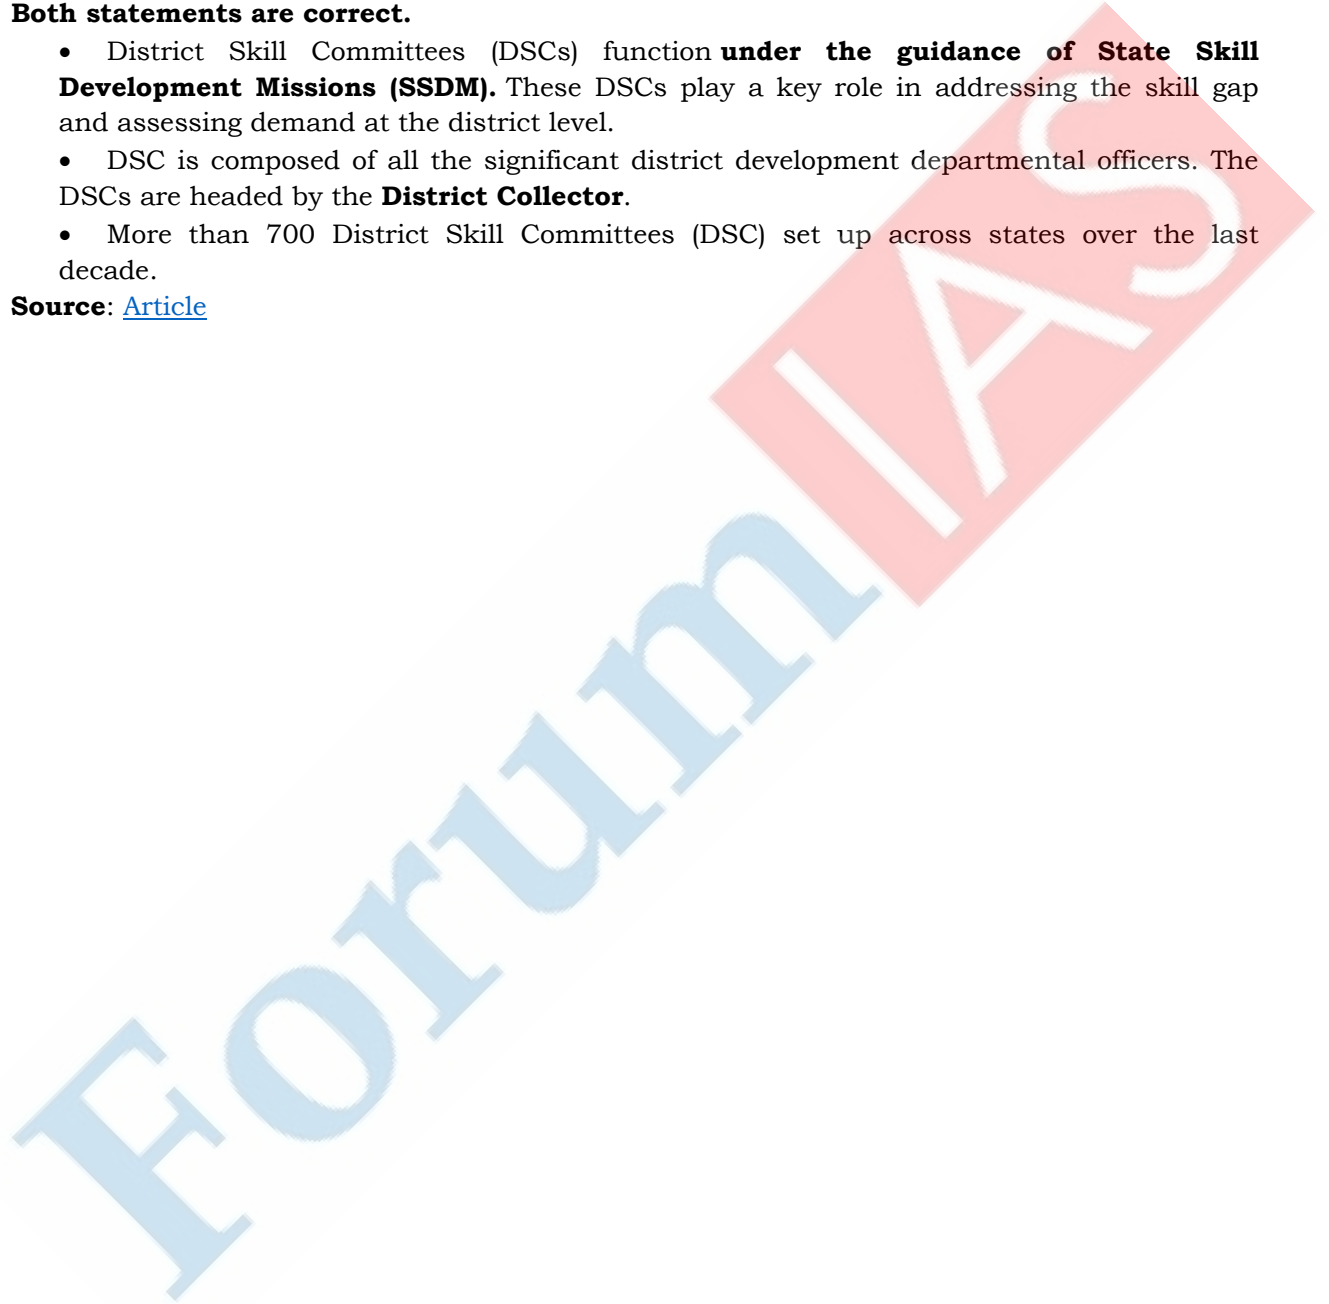 Both statements are correct.
• District Skill Committees (DSCs) function under the guidance of State Skill
Development Missions (SSDM). These DSCs play a key role in addressing the skill gap
and assessing demand at the district level.
• DSC is composed of all the significant district development departmental officers. The
DSCs are headed by the District Collector.
• More than 700 District Skill Committees (DSC) set up across states over the last
decade.
Source: Article
ForumIAS